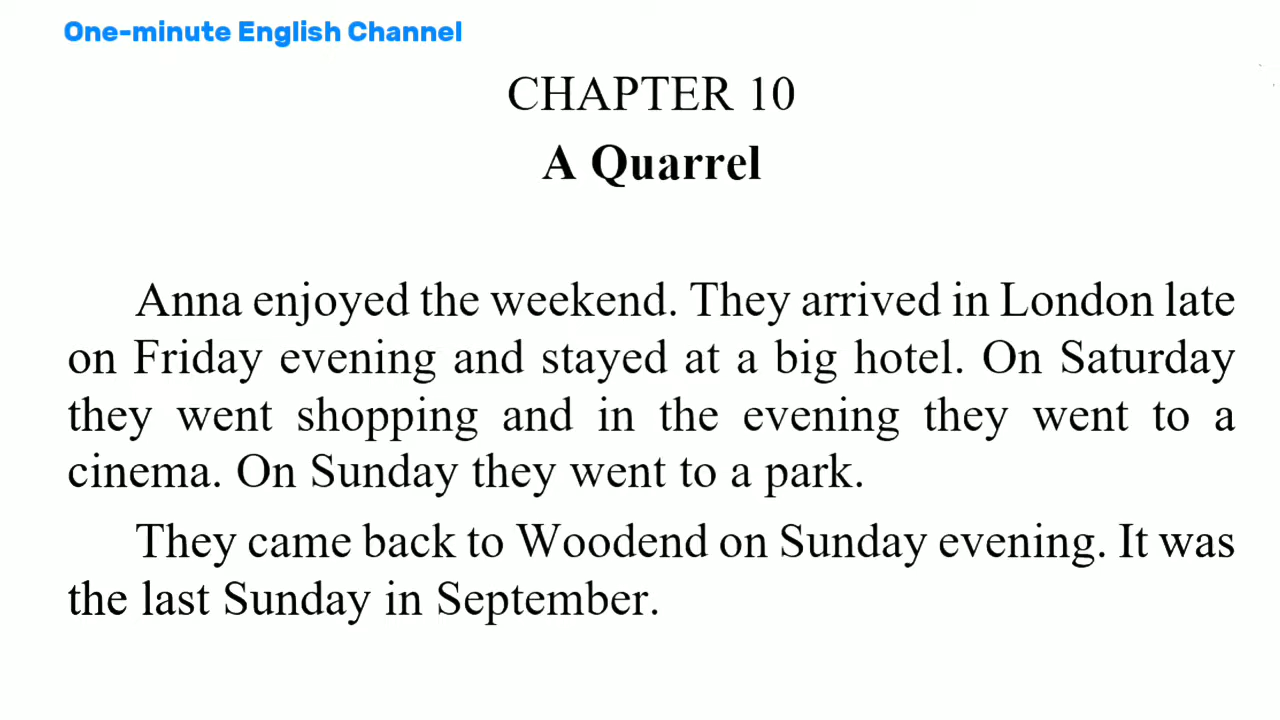 One-minute English Channel
CHAPTER 10
A Quarrel
Anna enjoyed the weekend. They arrived in London late
on Friday evening and stayed at a big hotel. On Saturday
they went shopping and in the evening they went to a
cinema. On Sunday they went to a park.
They came back to Woodend on Sunday evening. It was
the last Sunday in September.